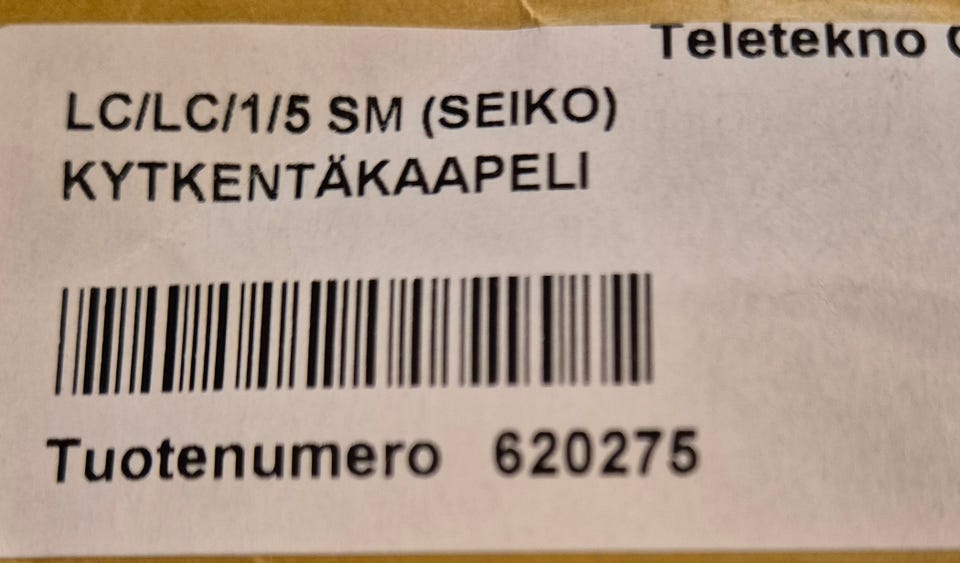 Teletekno
LC/LC/1/5 SM (SEIKO)
KYTKENTÄKAAPELI
Tuotenumero 620275